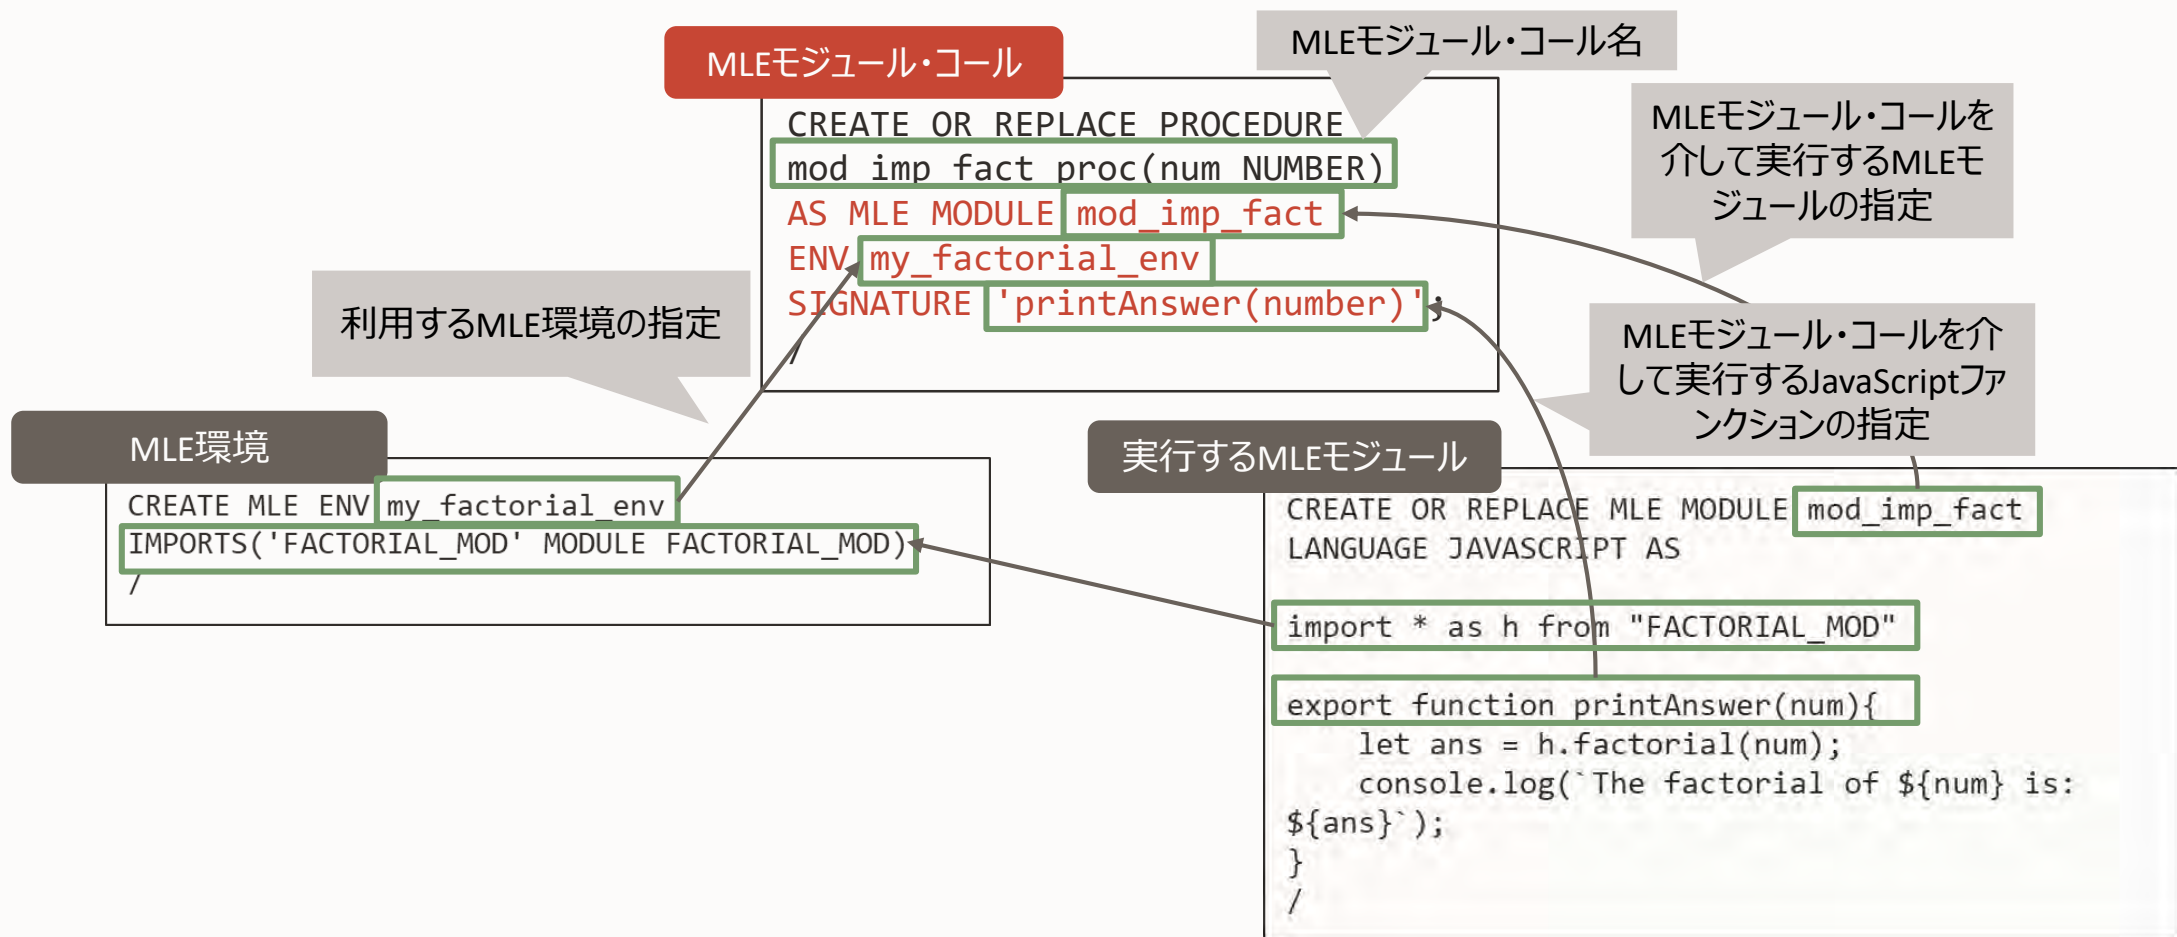 MLEモジュール・コール
MLEモジュール・コール名
CREATE OR REPLACE PROCEDURE
mod_imp_fact_proc(num NUMBER)
AS MLE MODULE mod_imp_fact
ENV my_factorial_env
SIGNATURE 'printAnswer(number)';
/
MLEモジュール・コールを
介して実行するMLEモ
ジュールの指定
利用するMLE環境の指定
MLEモジュール・コールを介
して実行するJavaScriptファ
ンクションの指定
MLE環境
CREATE MLE ENV my_factorial_env
IMPORTS('FACTORIAL_MOD' MODULE FACTORIAL_MOD)
/
実行するMLEモジュール
CREATE OR REPLACE MLE MODULE mod_imp_fact
LANGUAGE JAVASCRIPT AS
import * as h from "FACTORIAL_MOD"
export function printAnswer(num){
let ans = h.factorial(num);
console.log(`The factorial of ${num} is:
${ans}`);
}
/